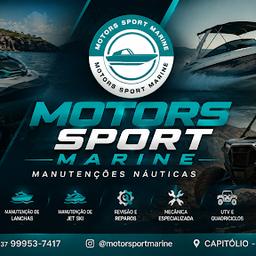 MOTORS SPORT MARINE
MOTORS SPORT MARINE
MOTORS
SPORT
MARINE
MANUTENÇÕES NÁUTICAS
MANUTENÇÃO DE LANCHAS
MANUTENÇÃO DE JET SKI
REVISÃO E REPAROS
MECÂNICA ESPECIALIZADA
UTV E QUADRICICLOS
37 99953-7417
@motorsportmarine
CAPITÓLIO -